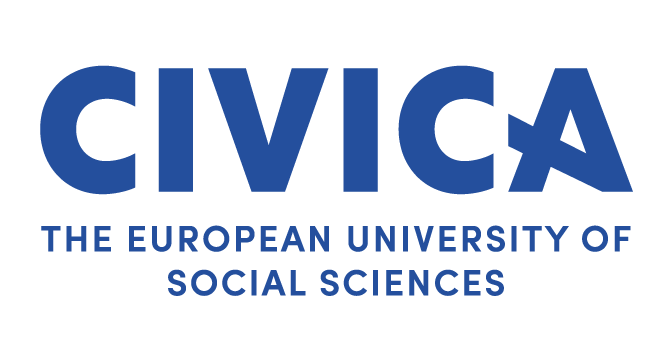 CIVICA
THE EUROPEAN UNIVERSITY OF
SOCIAL SCIENCES